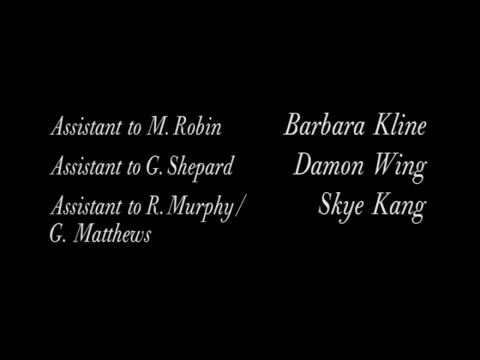 Assistant to M. Robin Barbara Kline
Assistant to G. Shepard Damon Wing
Assistant to R. Murphy/ Skye Kang
G. Matthews